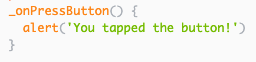 _onPressButton() {
  alert('You tapped the button!')
}